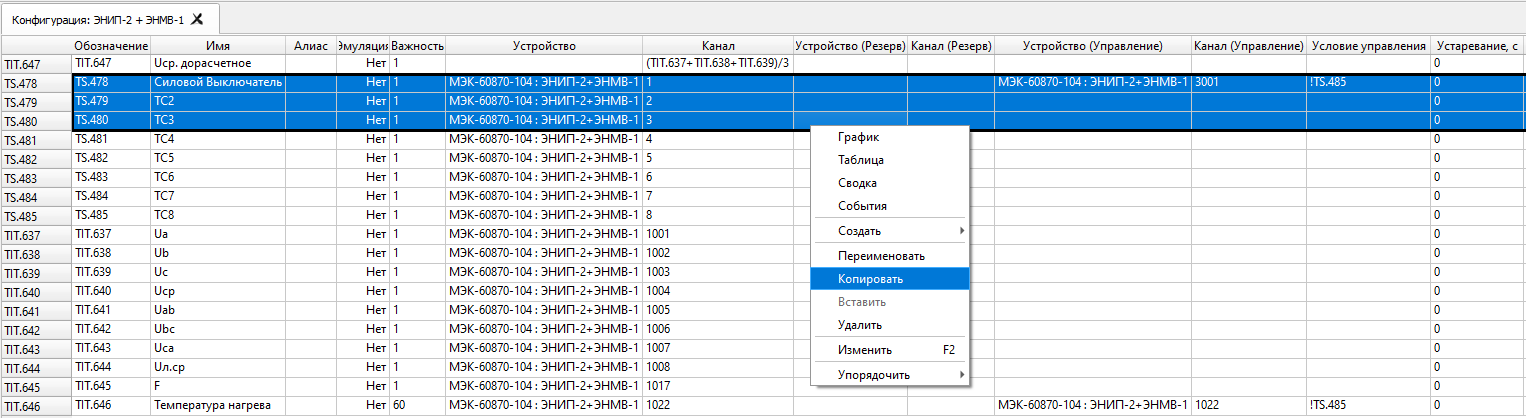 Конфигурация: ЭНИП-2 + ЭНМВ-1
Обозначение Имя Алиас Эмуляция Важность Устройство Канал Устройство (Резерв) Канал (Резерв) Устройство (Управление) Канал (Управление) Условие управления Устаревание, с
TIT.647 TIT.647 Uср. дорасчетное Нет 1 (TIT.637+TIT.638+TIT.639)/3 0
TS.478 TS.478 Силовой Выключатель Нет 1 МЭК-60870-104 : ЭНИП-2+ЭНМВ-1 1 МЭК-60870-104 : ЭНИП-2+ЭНМВ-1 3001 !TS.485 0
TS.479 TS.479 ТС2 Нет 1 МЭК-60870-104 : ЭНИП-2+ЭНМВ-1 2 0
TS.480 TS.480 ТС3 Нет 1 МЭК-60870-104 : ЭНИП-2+ЭНМВ-1 3 0
TS.481 TS.481 ТС4 Нет 1 МЭК-60870-104 : ЭНИП-2+ЭНМВ-1 4 0
TS.482 TS.482 ТС5 Нет 1 МЭК-60870-104 : ЭНИП-2+ЭНМВ-1 5 0
TS.483 TS.483 ТС6 Нет 1 МЭК-60870-104 : ЭНИП-2+ЭНМВ-1 6 0
TS.484 TS.484 ТС7 Нет 1 МЭК-60870-104 : ЭНИП-2+ЭНМВ-1 7 0
TS.485 TS.485 ТС8 Нет 1 МЭК-60870-104 : ЭНИП-2+ЭНМВ-1 8 0
TIT.637 TIT.637 Ua Нет 1 МЭК-60870-104 : ЭНИП-2+ЭНМВ-1 1001 0
TIT.638 TIT.638 Ub Нет 1 МЭК-60870-104 : ЭНИП-2+ЭНМВ-1 1002 0
TIT.639 TIT.639 Uc Нет 1 МЭК-60870-104 : ЭНИП-2+ЭНМВ-1 1003 0
TIT.640 TIT.640 Uср Нет 1 МЭК-60870-104 : ЭНИП-2+ЭНМВ-1 1004 0
TIT.641 TIT.641 Uab Нет 1 МЭК-60870-104 : ЭНИП-2+ЭНМВ-1 1005 0
TIT.642 TIT.642 Ubc Нет 1 МЭК-60870-104 : ЭНИП-2+ЭНМВ-1 1006 0
TIT.643 TIT.643 Uca Нет 1 МЭК-60870-104 : ЭНИП-2+ЭНМВ-1 1007 0
TIT.644 TIT.644 Uл.ср Нет 1 МЭК-60870-104 : ЭНИП-2+ЭНМВ-1 1008 0
TIT.645 TIT.645 F Нет 1 МЭК-60870-104 : ЭНИП-2+ЭНМВ-1 1017 0
TIT.646 TIT.646 Температура нагрева Нет 60 МЭК-60870-104 : ЭНИП-2+ЭНМВ-1 1022 МЭК-60870-104 : ЭНИП-2+ЭНМВ-1 1022 !TS.485 0
График
Таблица
Сводка
События
Создать
Переименовать
Копировать
Вставить
Удалить
Изменить F2
Упорядочить